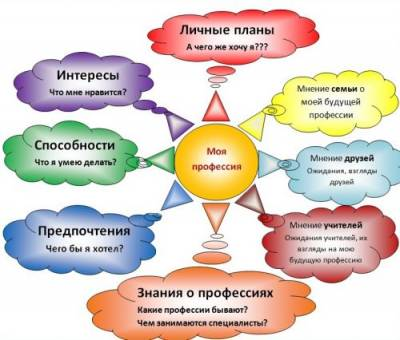 Личные планы
А чего же хочу я???
Интересы
Что мне нравится?
Мнение семьи о
моей будущей
профессии
Способности
Что я умею делать?
Моя
профессия
Мнение друзей
Ожидания, взгляды
друзей
Предпочтения
Чего бы я хотел?
Мнение учителей
Ожидания учителей, их
взгляды на мою
будущую профессию
Знания о профессиях
Какие профессии бывают?
Чем занимаются специалисты?